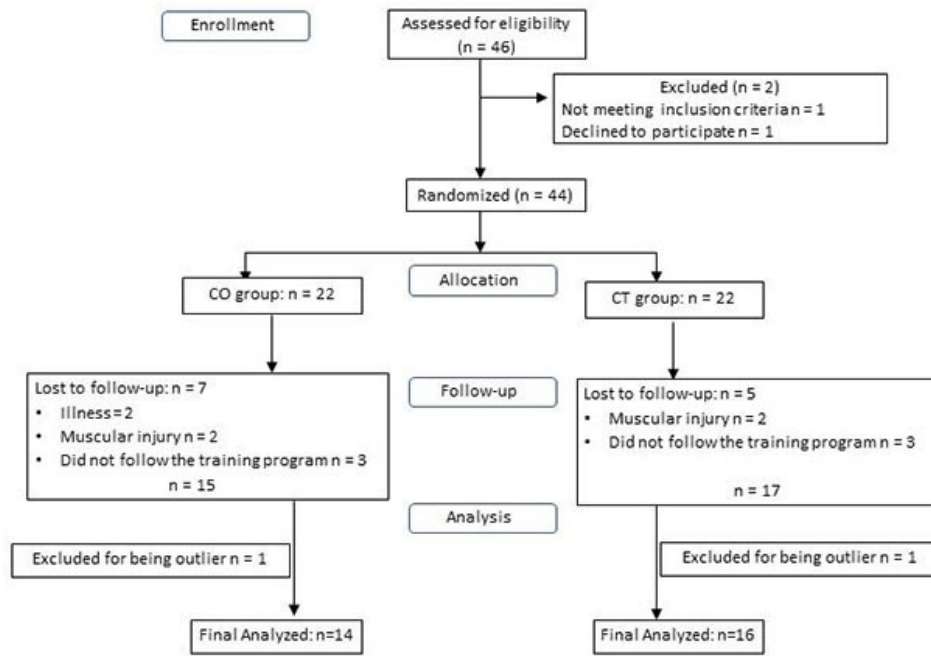 Enrollment
Assessed for eligibility
(n = 46)
Excluded (n = 2)
Not meeting inclusion criteria n = 1
Declined to participate n = 1
Randomized (n = 44)
Allocation
CO group: n = 22
CT group: n = 22
Follow-up
Lost to follow-up: n = 7
• Illness = 2
• Muscular injury n = 2
• Did not follow the training program n = 3
n = 15
Lost to follow-up: n = 5
• Muscular injury n = 2
• Did not follow the training program n = 3
n = 17
Analysis
Excluded for being outlier n = 1
Excluded for being outlier n = 1
Final Analyzed: n=14
Final Analyzed: n=16